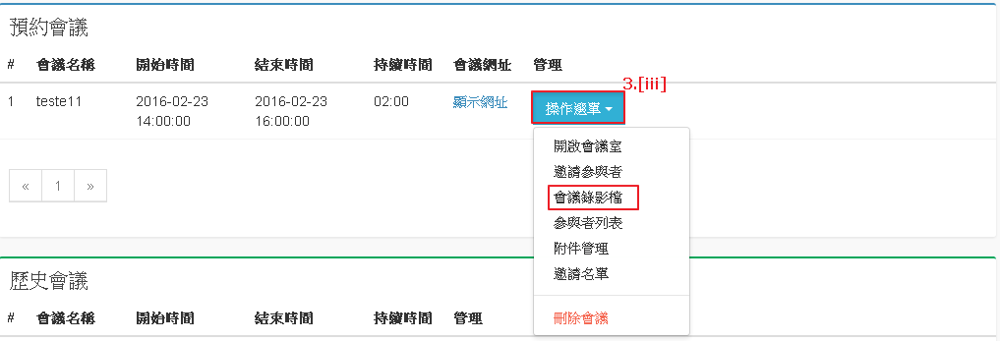 預約會議
# 會議名稱 開始時間 結束時間 持續時間 會議網址 管理
3.[iii]
1 teste11 2016-02-23 2016-02-23 02:00 顯示網址 操作選單
14:00:00 16:00:00
開啟會議室
邀請參與者
« 1 »
會議錄影檔
參與者列表
附件管理
邀請名單
刪除會議
歷史會議
# 會議名稱 開始時間 結束時間 持續時間 管理